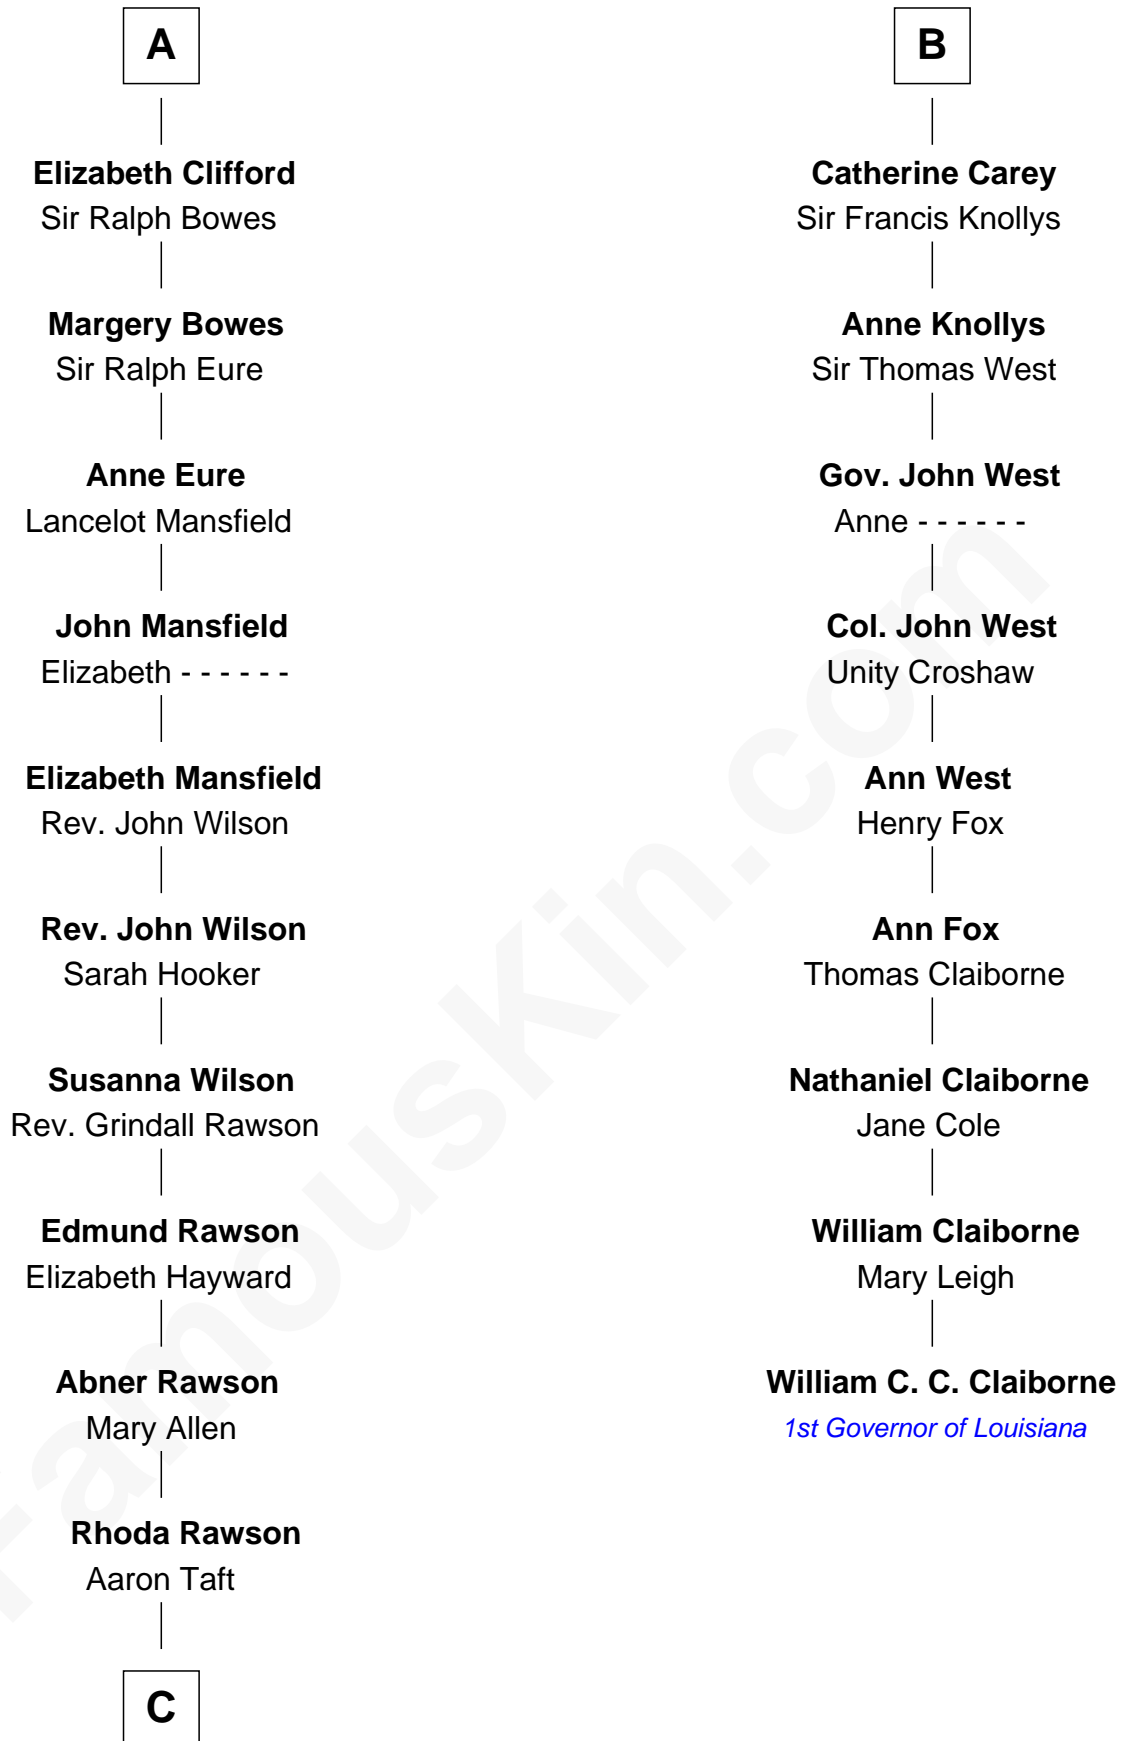 A
Elizabeth Clifford
Sir Ralph Bowes
Margery Bowes
Sir Ralph Eure
Anne Eure
Lancelot Mansfield
John Mansfield
Elizabeth - - - - - -
Elizabeth Mansfield
Rev. John Wilson
Rev. John Wilson
Sarah Hooker
Susanna Wilson
Rev. Grindall Rawson
Edmund Rawson
Elizabeth Hayward
Abner Rawson
Mary Allen
Rhoda Rawson
Aaron Taft
C
B
Catherine Carey
Sir Francis Knollys
Anne Knollys
Sir Thomas West
Gov. John West
Anne - - - - - -
Col. John West
Unity Croshaw
Ann West
Henry Fox
Ann Fox
Thomas Claiborne
Nathaniel Claiborne
Jane Cole
William Claiborne
Mary Leigh
William C. C. Claiborne
1st Governor of Louisiana
FamousKin.com